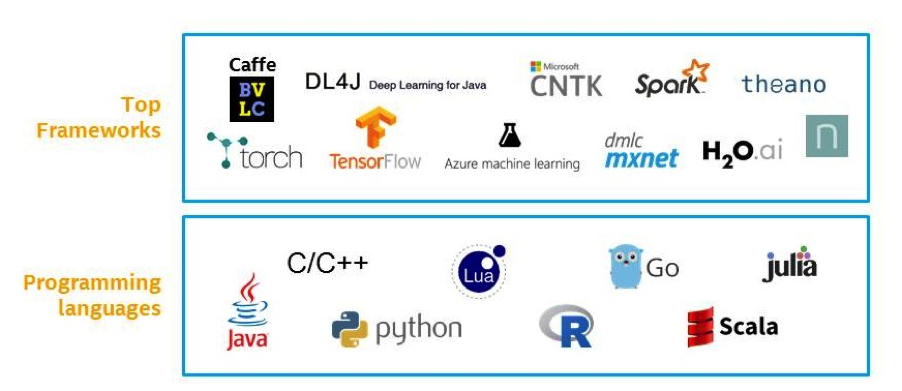 Top
Frameworks
Caffe
BV
LC
DL4J Deep Learning for Java
Microsoft
CNTK
Spark
theano
torch
TensorFlow
Azure machine learning
dmlc
mxnet
H2O.ai
n
Programming
languages
C/C++
Lua
Go
julia
Java
python
R
Scala